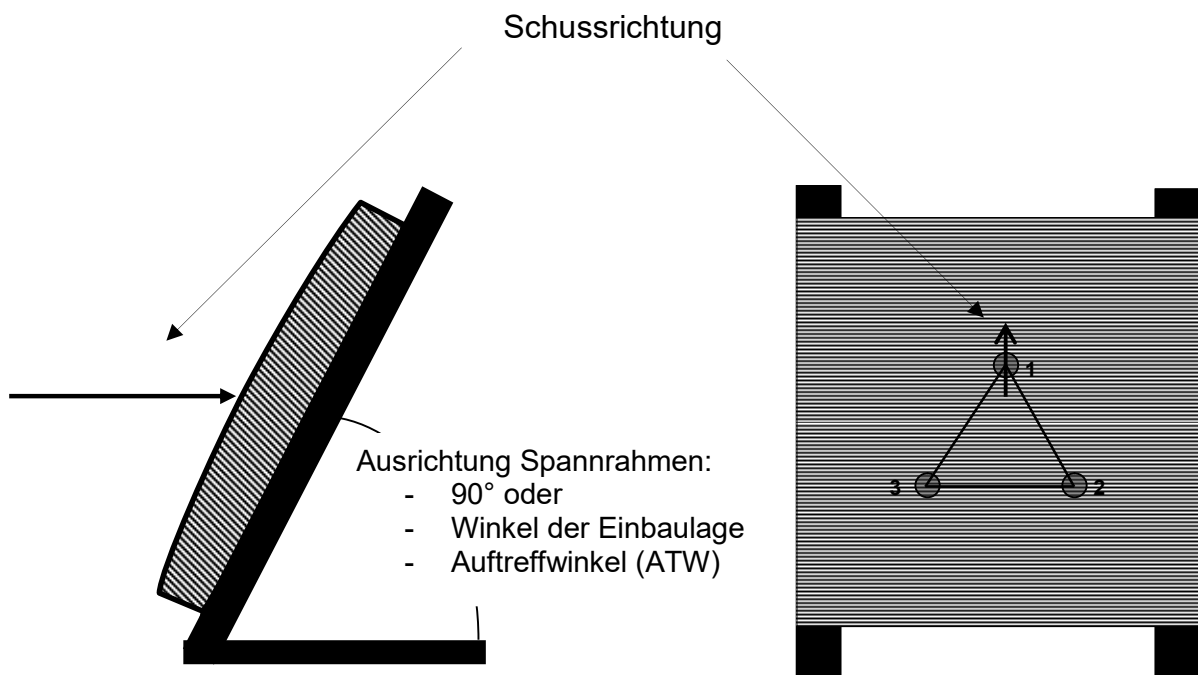 Schussrichtung
Ausrichtung Spannrahmen:
- 90° oder
- Winkel der Einbaulage
- Auftreffwinkel (ATW)
1
3
2